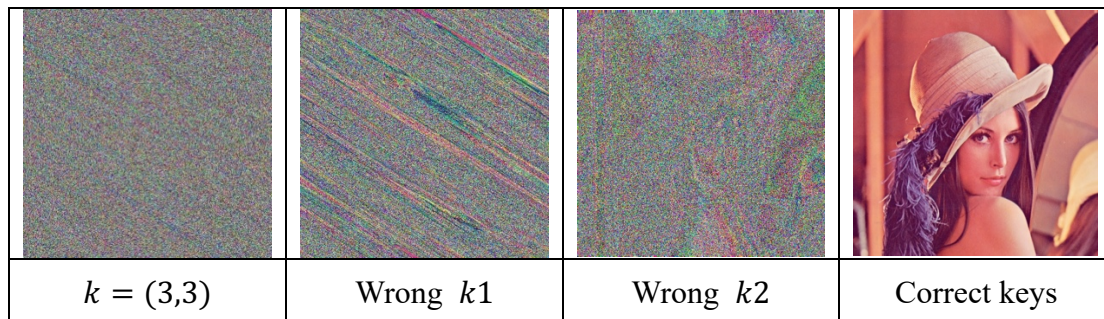 k = (3,3)
Wrong k1
Wrong k2
Correct keys